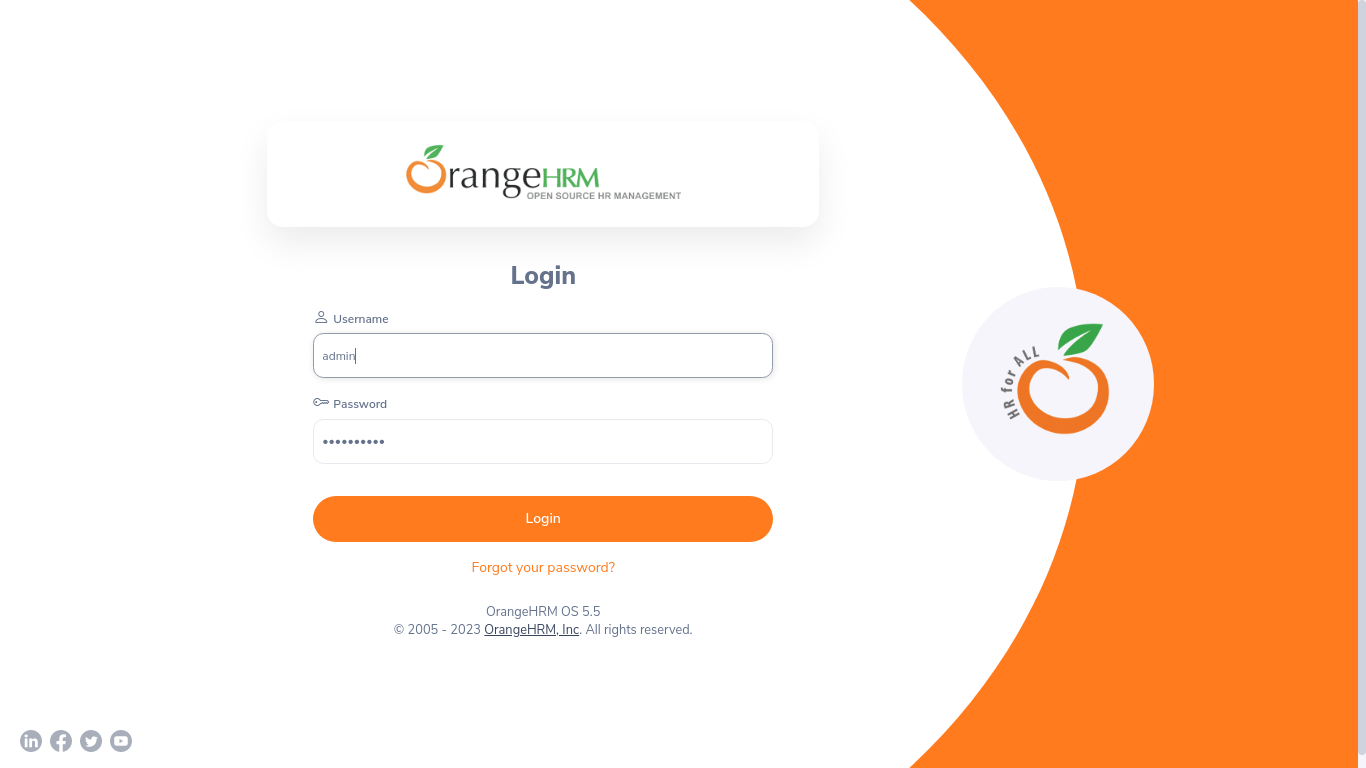 OrangeHRM
OPEN SOURCE HR MANAGEMENT
Login
Username
admin
Password
••••••••••
Login
Forgot your password?
OrangeHRM OS 5.5
© 2005 - 2023 OrangeHRM, Inc. All rights reserved.
HR for ALL